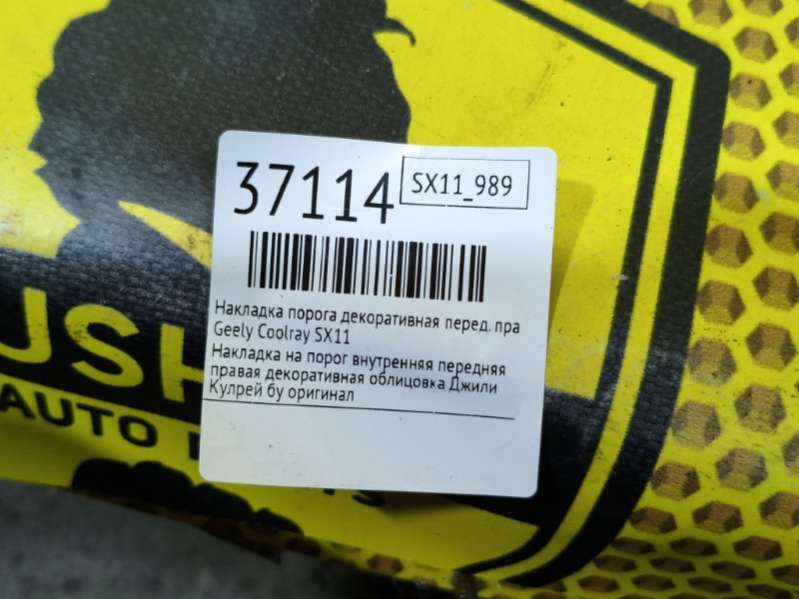 37114
SX11_989
Накладка порога декоративная перед. пра
Geely Coolray SX11
Накладка на порог внутренняя передняя
правая декоративная облицовка Джили
Кулрей бу оригинал
USH
AUTO